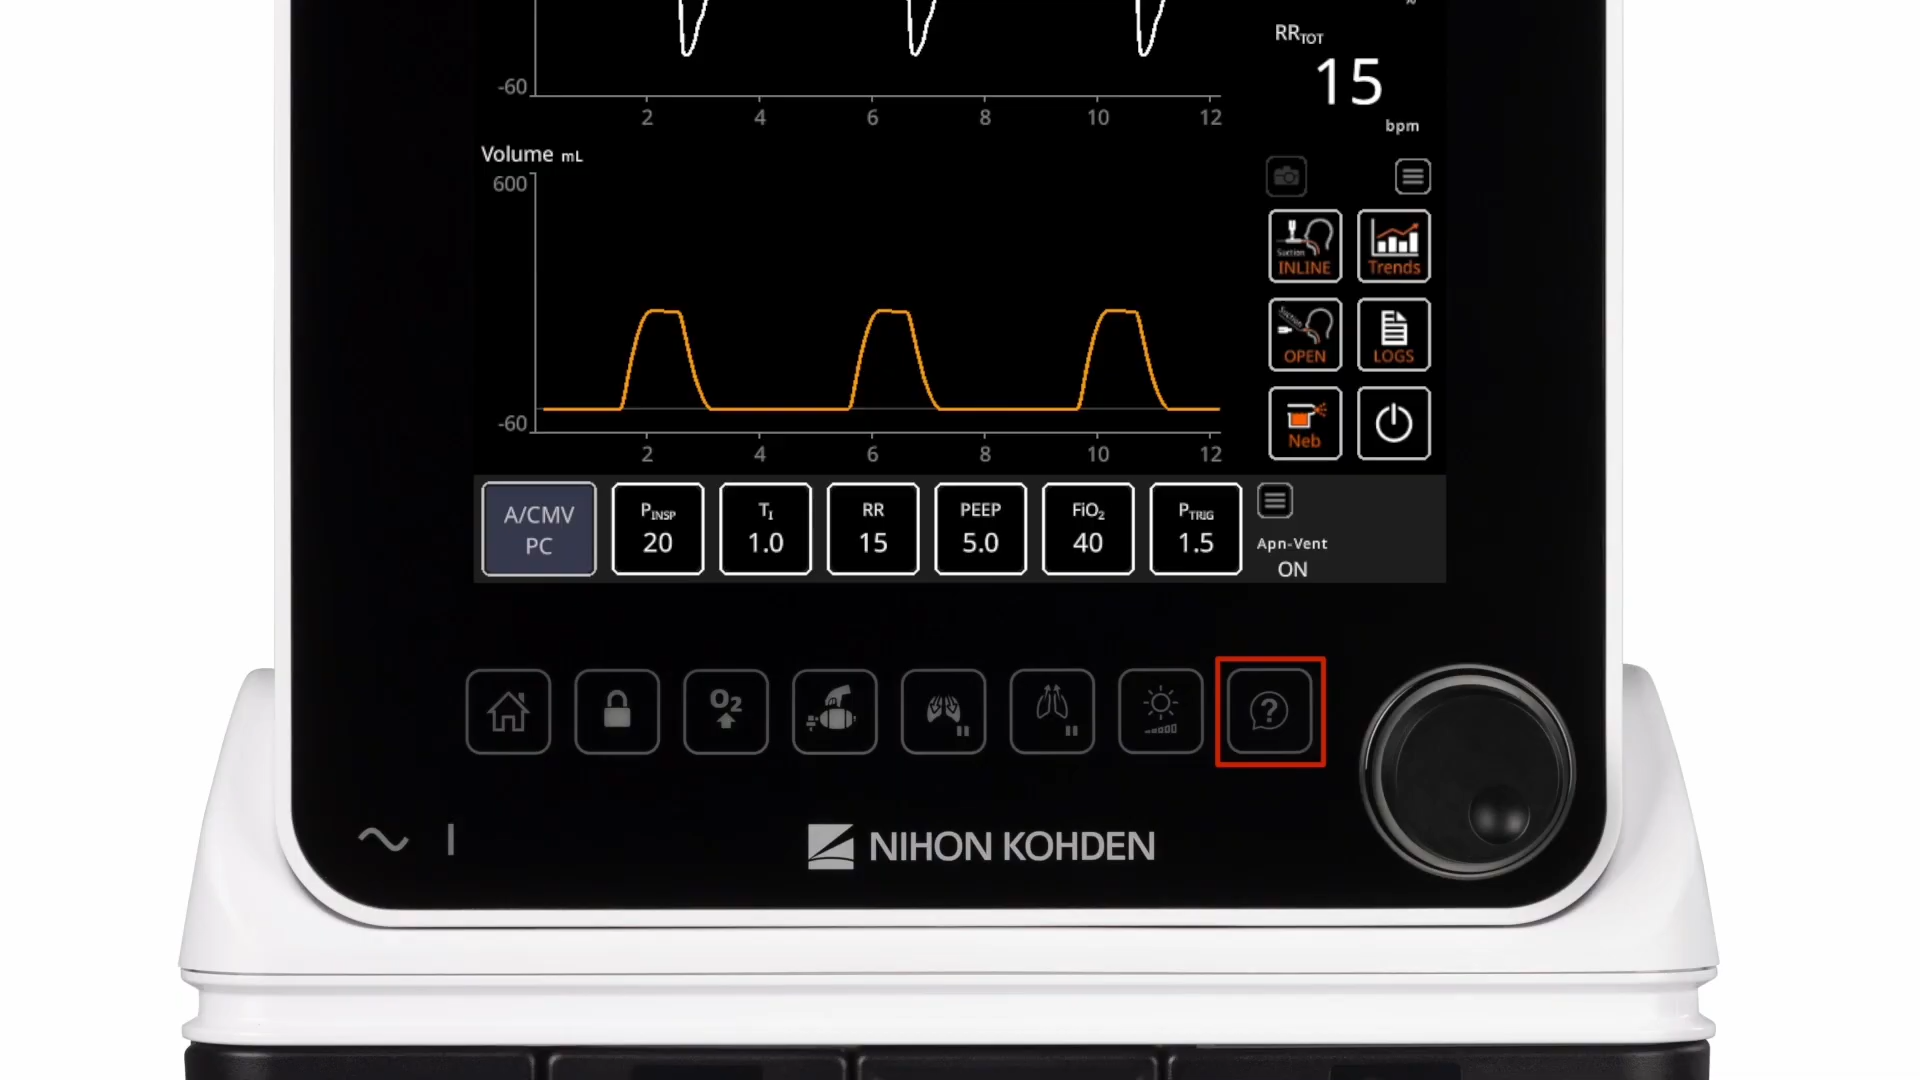 RRTOT
15
bpm
-60
2 4 6 8 10 12
Volume mL
600
-60
2 4 6 8 10 12
Suction
INLINE
Trends
Suction
OPEN
LOGS
Neb
A/CMV
PC
PINSP
20
TI
1.0
RR
15
PEEP
5.0
FiO2
40
PTRIG
1.5
Apn-Vent
ON
O2
?
NIHON KOHDEN